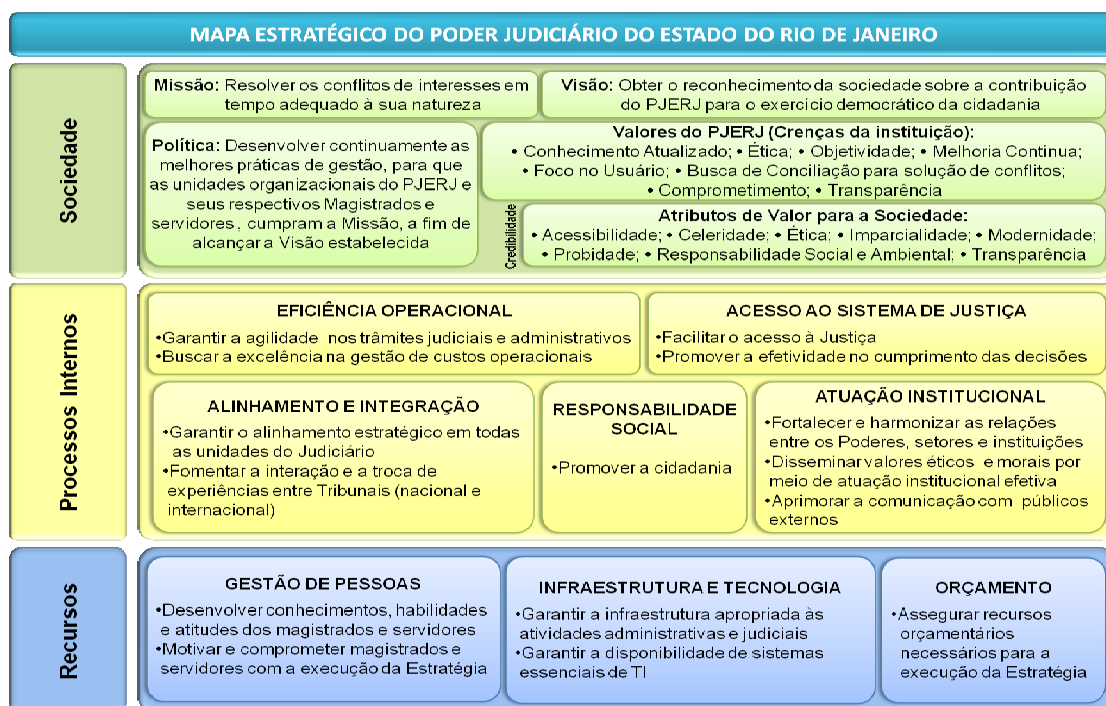 MAPA ESTRATÉGICO DO PODER JUDICIÁRIO DO ESTADO DO RIO DE JANEIRO
Sociedade
Missão: Resolver os conflitos de interesses em
tempo adequado à sua natureza
Visão: Obter o reconhecimento da sociedade sobre a contribuição
do PJERJ para o exercício democrático da cidadania
Política: Desenvolver continuamente as
melhores práticas de gestão, para que
as unidades organizacionais do PJERJ e
seus respectivos Magistrados e
servidores, cumpram a Missão, a fim de
alcançar a Visão estabelecida
Valores do PJERJ (Crenças da instituição):
• Conhecimento Atualizado; • Ética; • Objetividade; • Melhoria Continua;
• Foco no Usuário; • Busca de Conciliação para solução de conflitos;
• Comprometimento; • Transparência
Credibilidade
Atributos de Valor para a Sociedade:
• Acessibilidade; • Celeridade; • Ética; • Imparcialidade; • Modernidade;
• Probidade; • Responsabilidade Social e Ambiental; • Transparência
Processos Internos
EFICIÊNCIA OPERACIONAL
•Garantir a agilidade nos trâmites judiciais e administrativos
•Buscar a excelência na gestão de custos operacionais
ACESSO AO SISTEMA DE JUSTIÇA
•Facilitar o acesso à Justiça
•Promover a efetividade no cumprimento das decisões
ALINHAMENTO E INTEGRAÇÃO
•Garantir o alinhamento estratégico em todas
as unidades do Judiciário
•Fomentar a interação e a troca de
experiências entre Tribunais (nacional e
internacional)
RESPONSABILIDADE
SOCIAL
•Promover a cidadania
ATUAÇÃO INSTITUCIONAL
•Fortalecer e harmonizar as relações
entre os Poderes, setores e instituições
•Disseminar valores éticos e morais por
meio de atuação institucional efetiva
•Aprimorar a comunicação com públicos
externos
Recursos
GESTÃO DE PESSOAS
•Desenvolver conhecimentos, habilidades
e atitudes dos magistrados e servidores
•Motivar e comprometer magistrados e
servidores com a execução da Estratégia
INFRAESTRUTURA E TECNOLOGIA
•Garantir a infraestrutura apropriada às
atividades administrativas e judiciais
•Garantir a disponibilidade de sistemas
essenciais de TI
ORÇAMENTO
•Assegurar recursos
orçamentários
necessários para a
execução da Estratégia